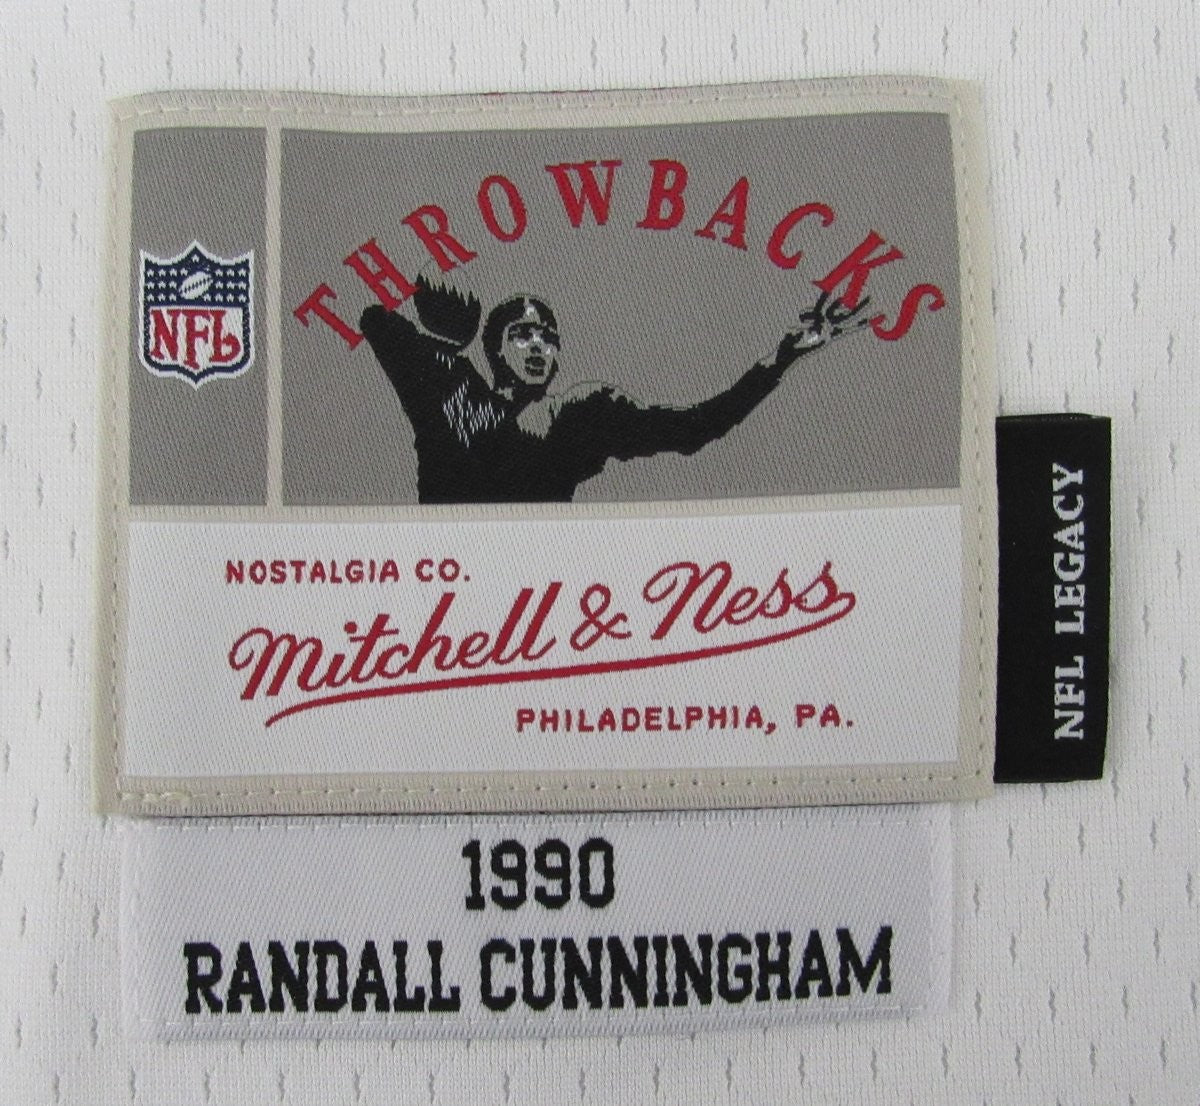 THROWBACKS
NFL
NOSTALGIA CO.
Mitchell & Ness
PHILADELPHIA, PA.
NFL LEGACY
1990
RANDALL CUNNINGHAM